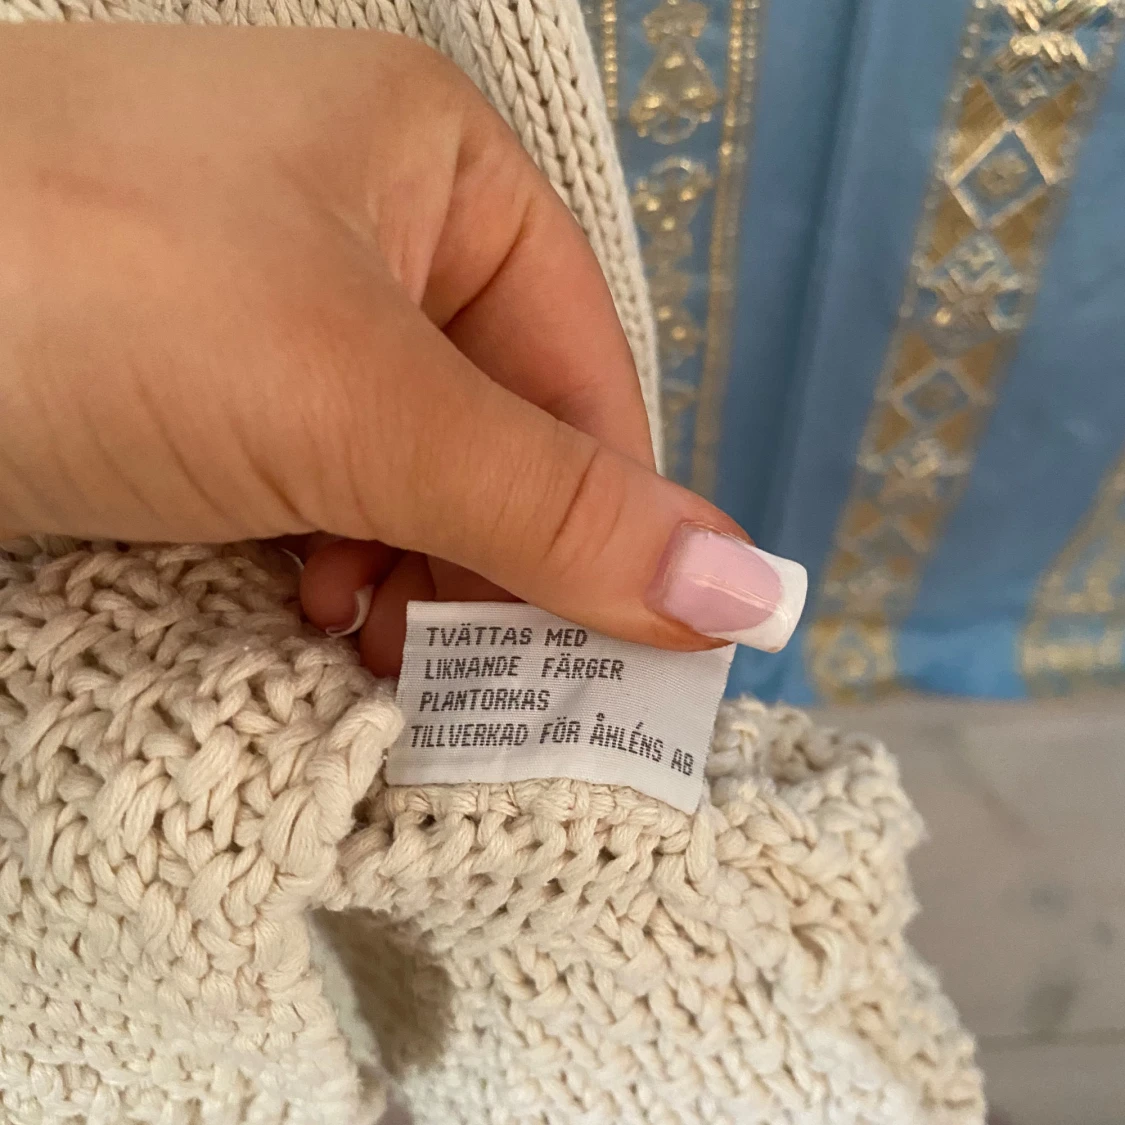 TVÄTTAS MED
LIKNANDE FÄRGER
PLANTORKAS
TILLVERKAD FÖR ÅHLÉNS AB